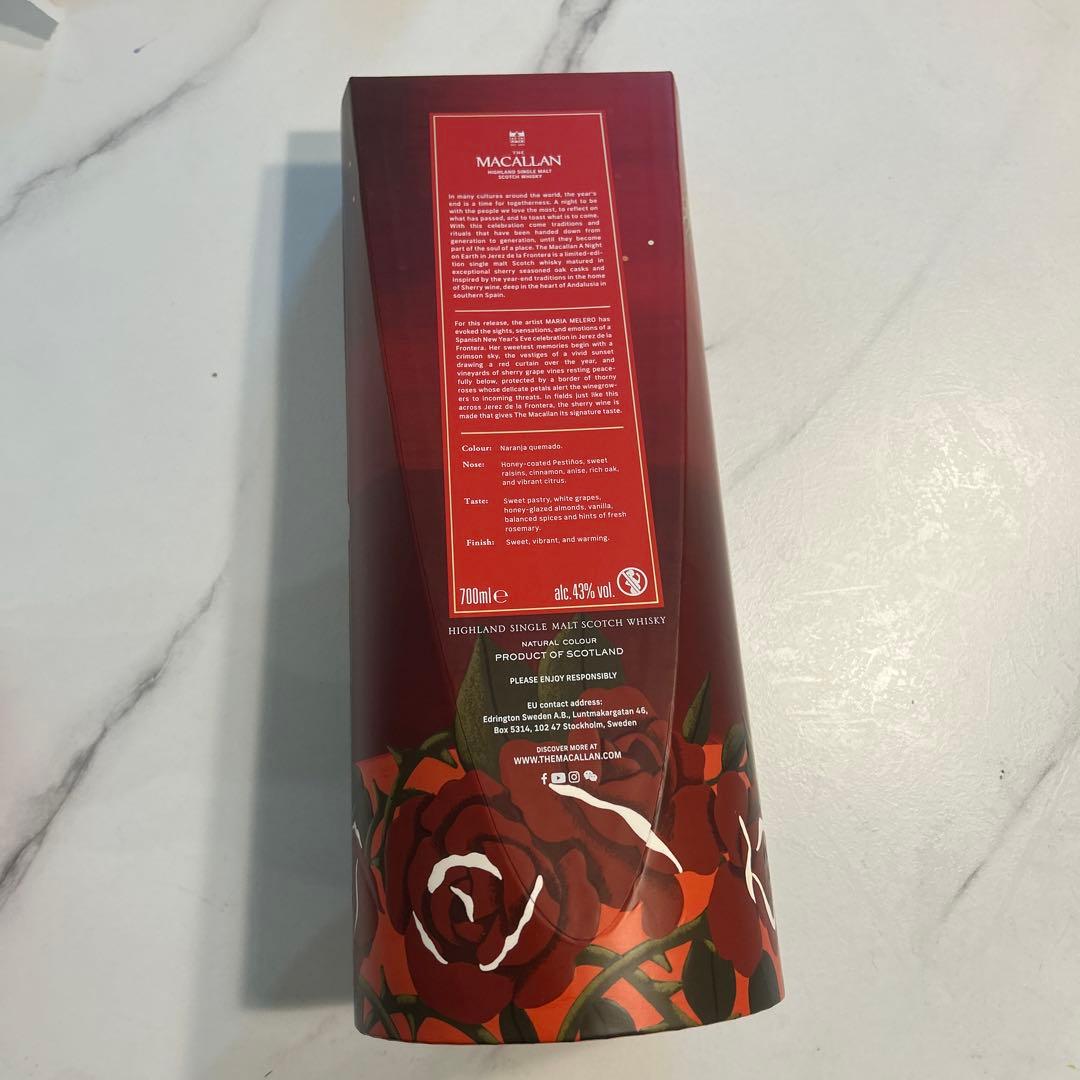 THE
MACALLAN
HIGHLAND SINGLE MALT
SCOTCH WHISKY
In many cultures around the world, the year's
end is a time for togetherness. A night to be
with the people we love the most, to reflect on
what has passed, and to toast what is to come.
With this celebration come traditions and
rituals that have been handed down from
generation to generation, until they become
part of the soul of a place. The Macallan A Night
on Earth in Jerez de la Frontera is a limited-edi-
tion single malt Scotch whisky matured in
exceptional sherry seasoned oak casks and
inspired by the year-end traditions in the home
of Sherry wine, deep in the heart of Andalusia in
southern Spain.
For this release, the artist MARIA MELERO has
evoked the sights, sensations, and emotions of a
Spanish New Year's Eve celebration in Jerez de la
Frontera. Her sweetest memories begin with a
crimson sky, the vestiges of a vivid sunset
drawing a red curtain over the year, and
vineyards of sherry grape vines resting peace-
fully below, protected by a border of thorny
roses whose delicate petals alert the winegrow-
ers to incoming threats. In fields just like this
across Jerez de la Frontera, the sherry wine is
made that gives The Macallan its signature taste.
Colour: Naranja quemado.
Nose: Honey-coated Pestiños, sweet
raisins, cinnamon, anise, rich oak,
and vibrant citrus.
Taste: Sweet pastry, white grapes,
honey-glazed almonds, vanilla,
balanced spices and hints of fresh
rosemary.
Finish: Sweet, vibrant, and warming.
700ml e alc.43% vol.
HIGHLAND SINGLE MALT SCOTCH WHISKY
NATURAL COLOUR
PRODUCT OF SCOTLAND
PLEASE ENJOY RESPONSIBLY
EU contact address:
Edrington Sweden A.B., Luntmakargatan 46,
Box 5314, 102 47 Stockholm, Sweden
DISCOVER MORE AT
WWW.THEMACALLAN.COM